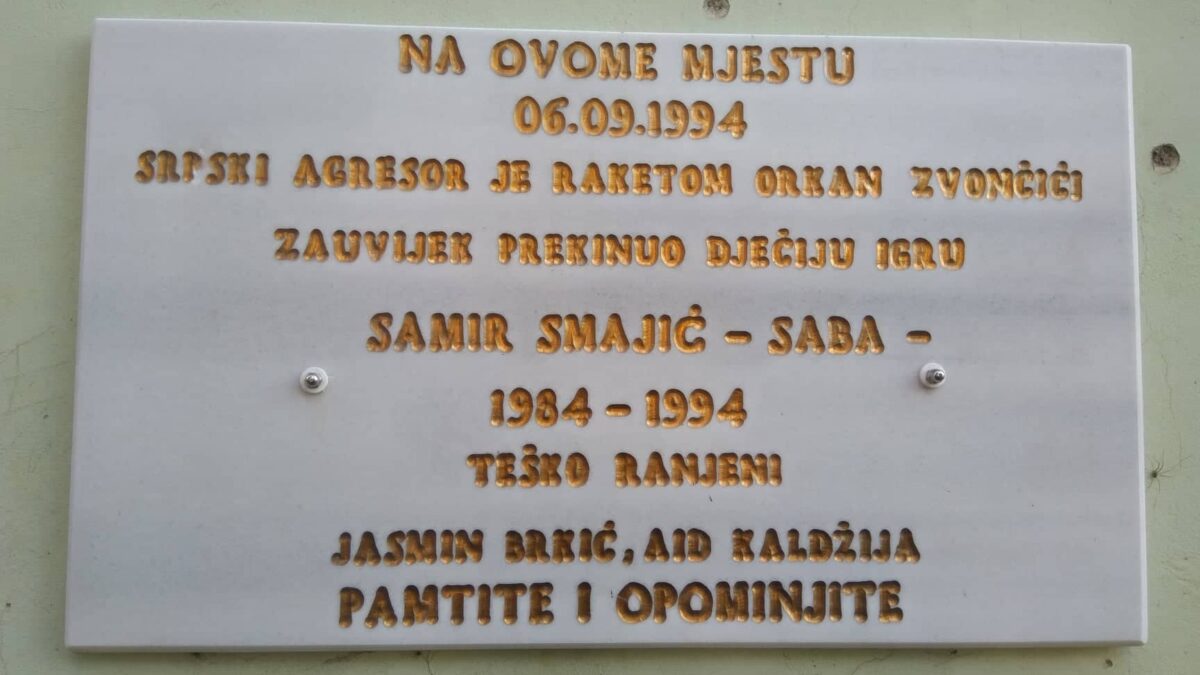 NA OVOME MJESTU
06.09.1994
SRPSKI AGRESOR JE RAKETOM ORKAN ZVONČIĆI
ZAUVIJEK PREKINUO DJEČIJU IGRU
SAMIR SMAJIĆ - SABA -
1984 - 1994
TEŠKO RANJENI
JASMIN BRKIĆ, AID KALDŽIJA
PAMTITE I OPOMINJITE